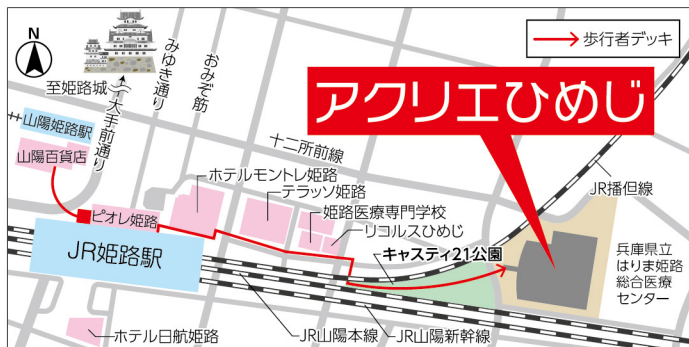 N
至姫路城
大手前通り
みゆき通り
おみぞ筋
歩行者デッキ
アクリエひめじ
山陽姫路駅
山陽百貨店
十二所前線
ホテルモントレ姫路
テラッソ姫路
姫路医療専門学校
リコルスひめじ
JR播但線
ピオレ姫路
JR姫路駅
キャスティ21公園
兵庫県立
はりま姫路
総合医療
センター
ホテル日航姫路
JR山陽本線
JR山陽新幹線